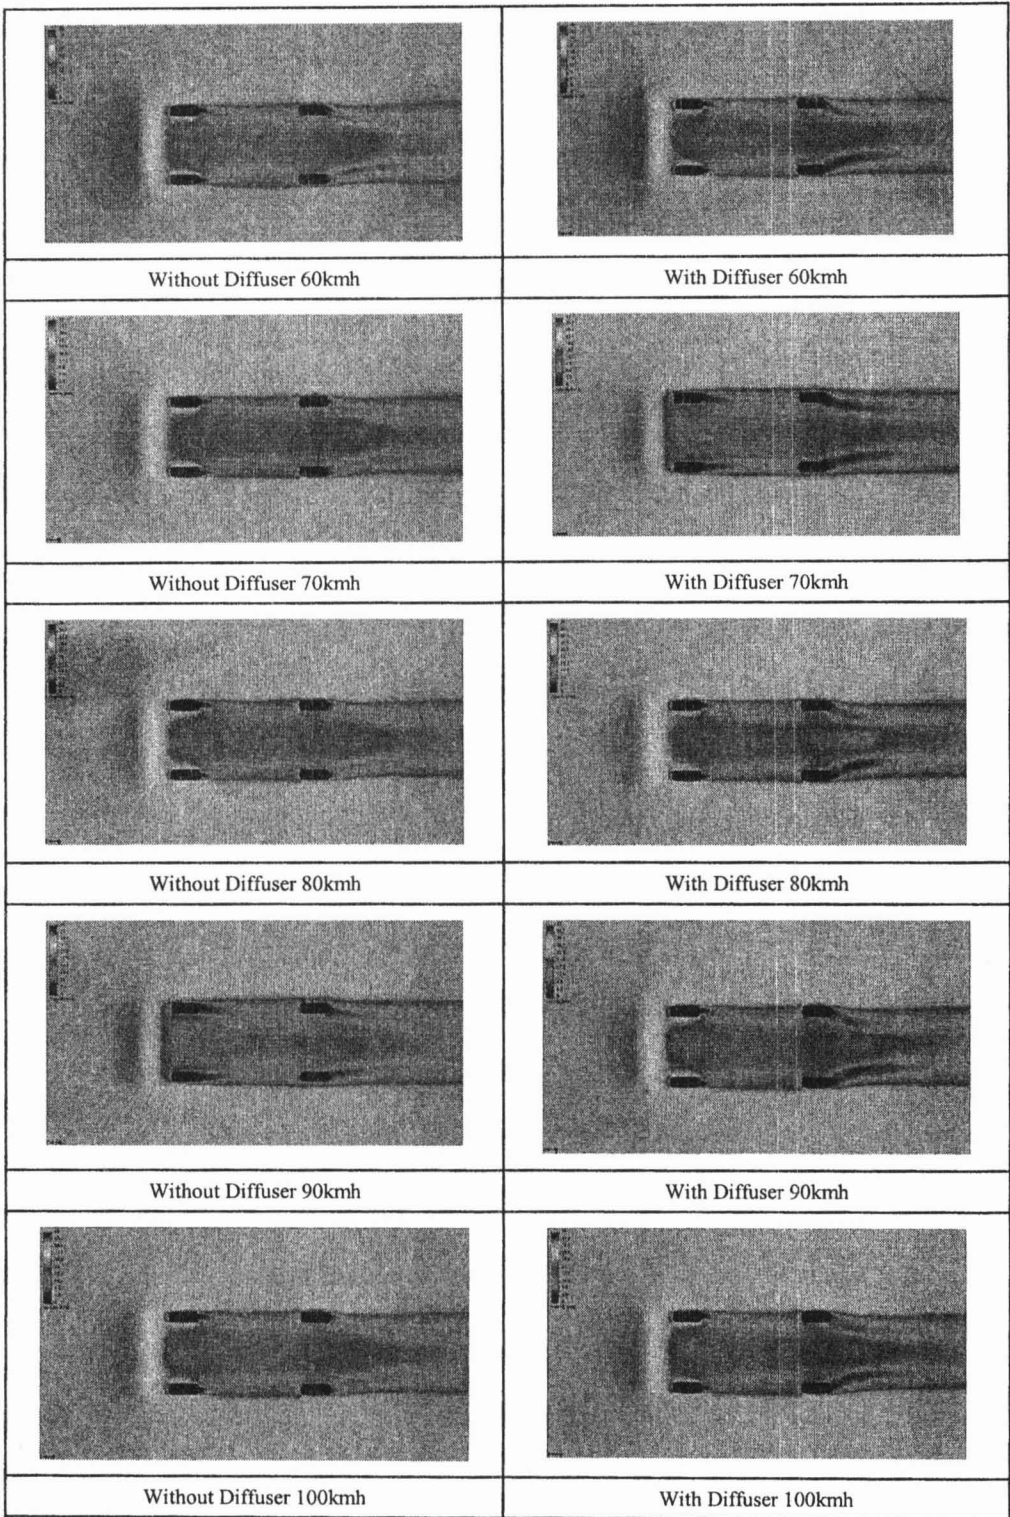 Without Diffuser 60kmh
With Diffuser 60kmh
Without Diffuser 70kmh
With Diffuser 70kmh
Without Diffuser 80kmh
With Diffuser 80kmh
Without Diffuser 90kmh
With Diffuser 90kmh
Without Diffuser 100kmh
With Diffuser 100kmh